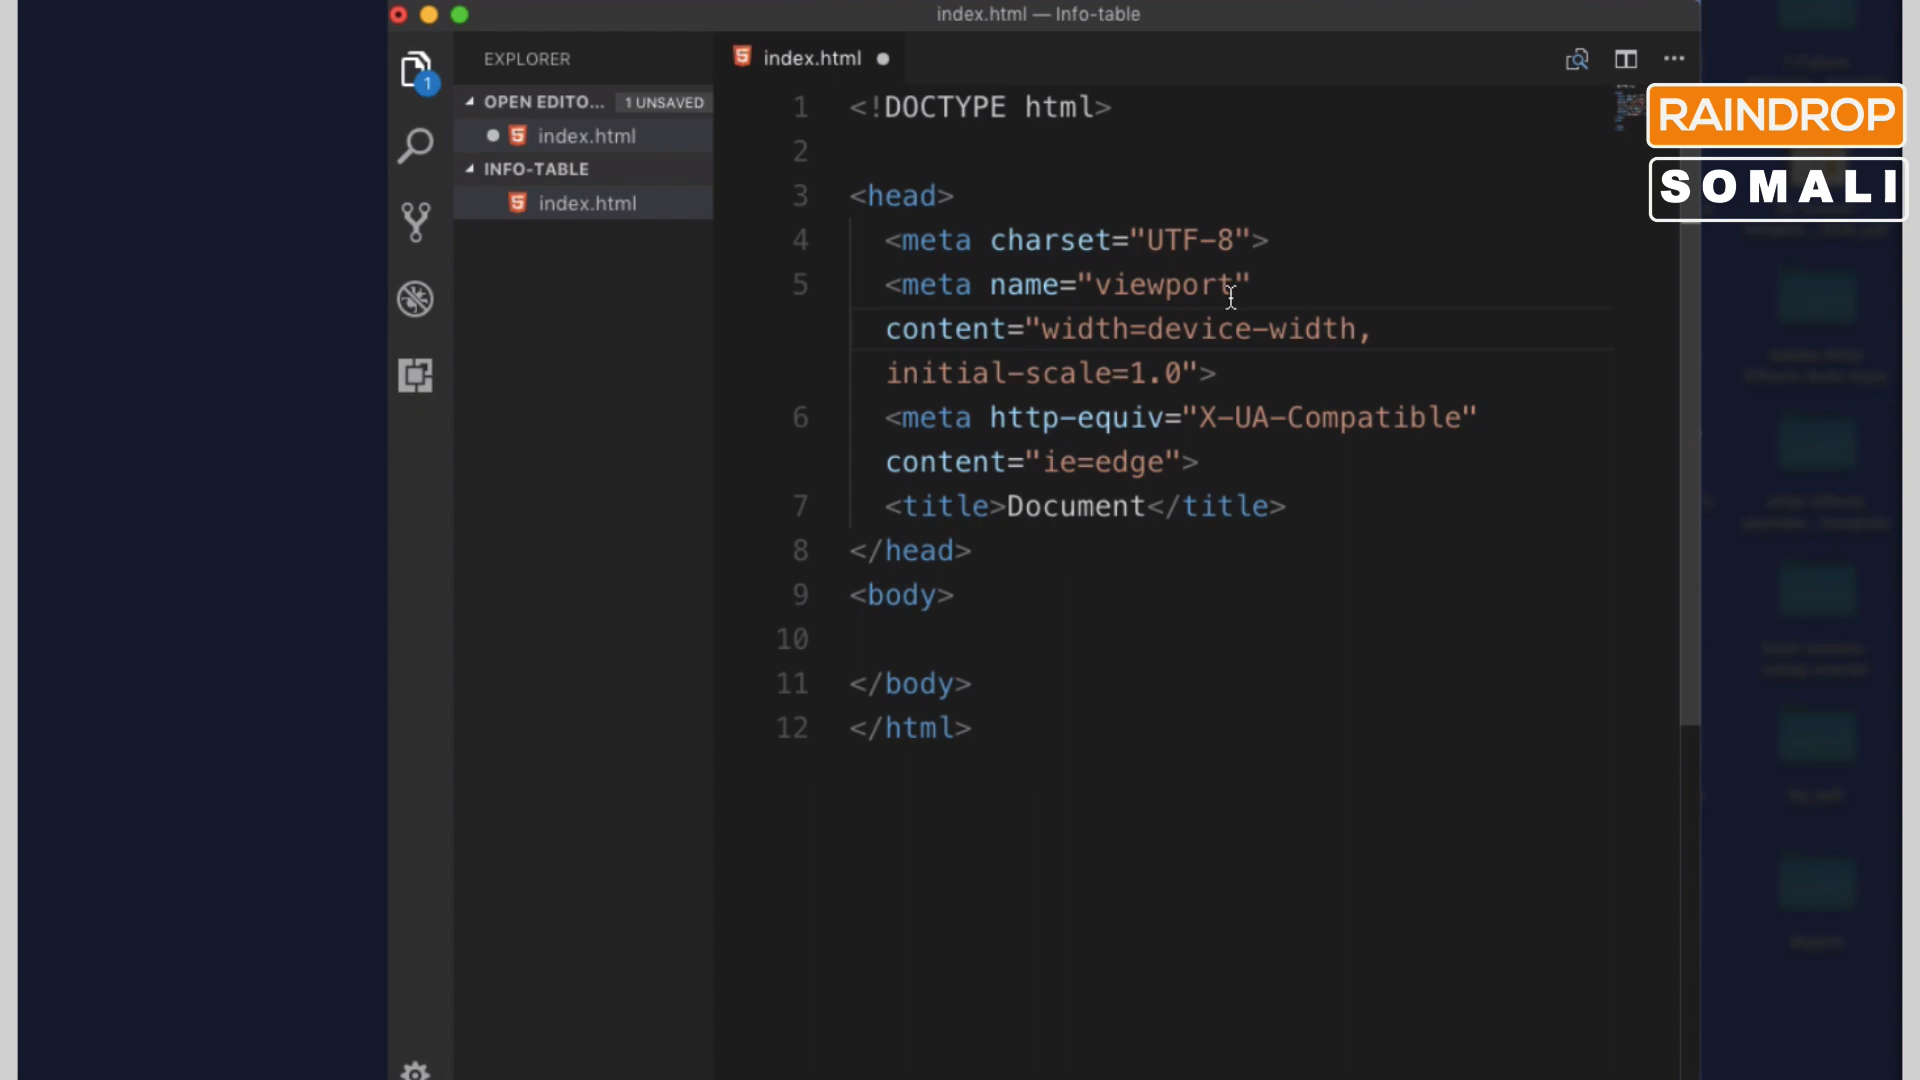 index.html — Info-table
EXPLORER
OPEN EDITO... 1 UNSAVED
index.html
INFO-TABLE
index.html
1
index.html
1 <!DOCTYPE html>
2
3 <head>
4 <meta charset="UTF-8">
5 <meta name="viewport"
content="width=device-width,
initial-scale=1.0">
6 <meta http-equiv="X-UA-Compatible"
content="ie=edge">
7 <title>Document</title>
8 </head>
9 <body>
10
11 </body>
12 </html>
RAINDROP
SOMALI